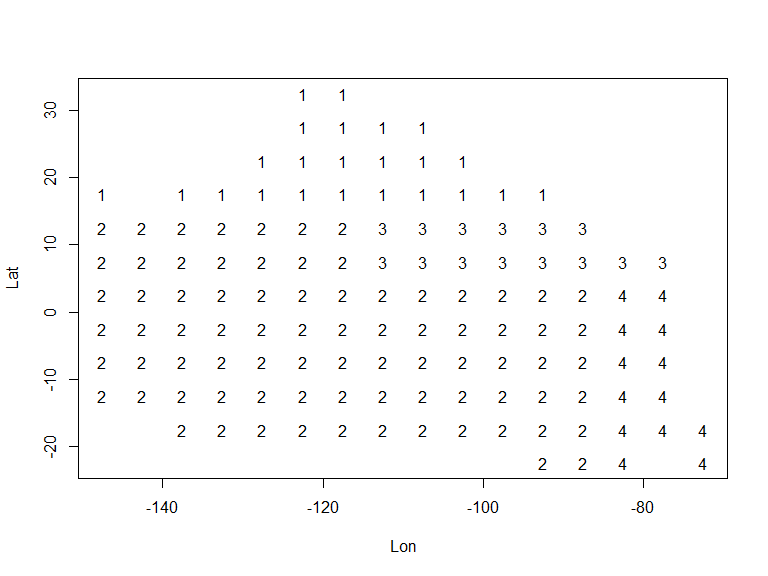 1 1
30
1 1 1 1
1 1 1 1 1 1
20
1 1 1 1 1 1 1 1 1 1 1
2 2 2 2 2 2 2 3 3 3 3 3 3
10
2 2 2 2 2 2 2 3 3 3 3 3 3 3 3
Lat
2 2 2 2 2 2 2 2 2 2 2 2 2 4 4
0
2 2 2 2 2 2 2 2 2 2 2 2 2 4 4
2 2 2 2 2 2 2 2 2 2 2 2 2 4 4
-10
2 2 2 2 2 2 2 2 2 2 2 2 2 4 4
2 2 2 2 2 2 2 2 2 2 2 4 4 4
-20
2 2 4 4
-140 -120 -100 -80
Lon